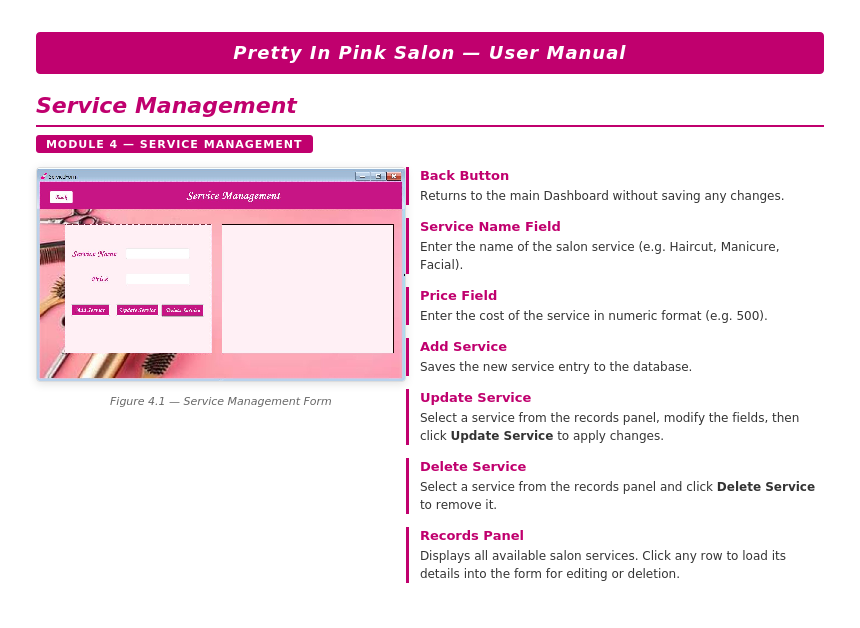 Pretty In Pink Salon — User Manual
Service Management
MODULE 4 — SERVICE MANAGEMENT
ServiceForm
Back
Service Management
Service Name
Price
Add Service Update Service Delete Service
Figure 4.1 — Service Management Form
Back Button
Returns to the main Dashboard without saving any changes.
Service Name Field
Enter the name of the salon service (e.g. Haircut, Manicure,
Facial).
Price Field
Enter the cost of the service in numeric format (e.g. 500).
Add Service
Saves the new service entry to the database.
Update Service
Select a service from the records panel, modify the fields, then
click Update Service to apply changes.
Delete Service
Select a service from the records panel and click Delete Service
to remove it.
Records Panel
Displays all available salon services. Click any row to load its
details into the form for editing or deletion.